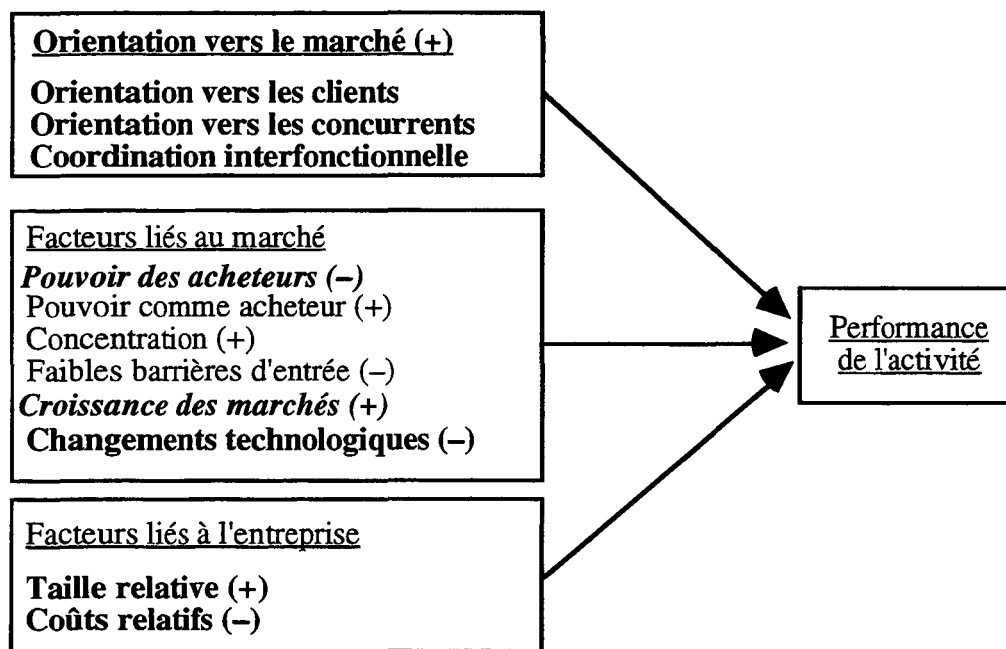 Orientation vers le marché (+)
Orientation vers les clients
Orientation vers les concurrents
Coordination interfonctionnelle
Facteurs liés au marché
Pouvoir des acheteurs (–)
Pouvoir comme acheteur (+)
Concentration (+)
Faibles barrières d'entrée (–)
Croissance des marchés (+)
Changements technologiques (–)
Facteurs liés à l'entreprise
Taille relative (+)
Coûts relatifs (–)
Performance
de l'activité